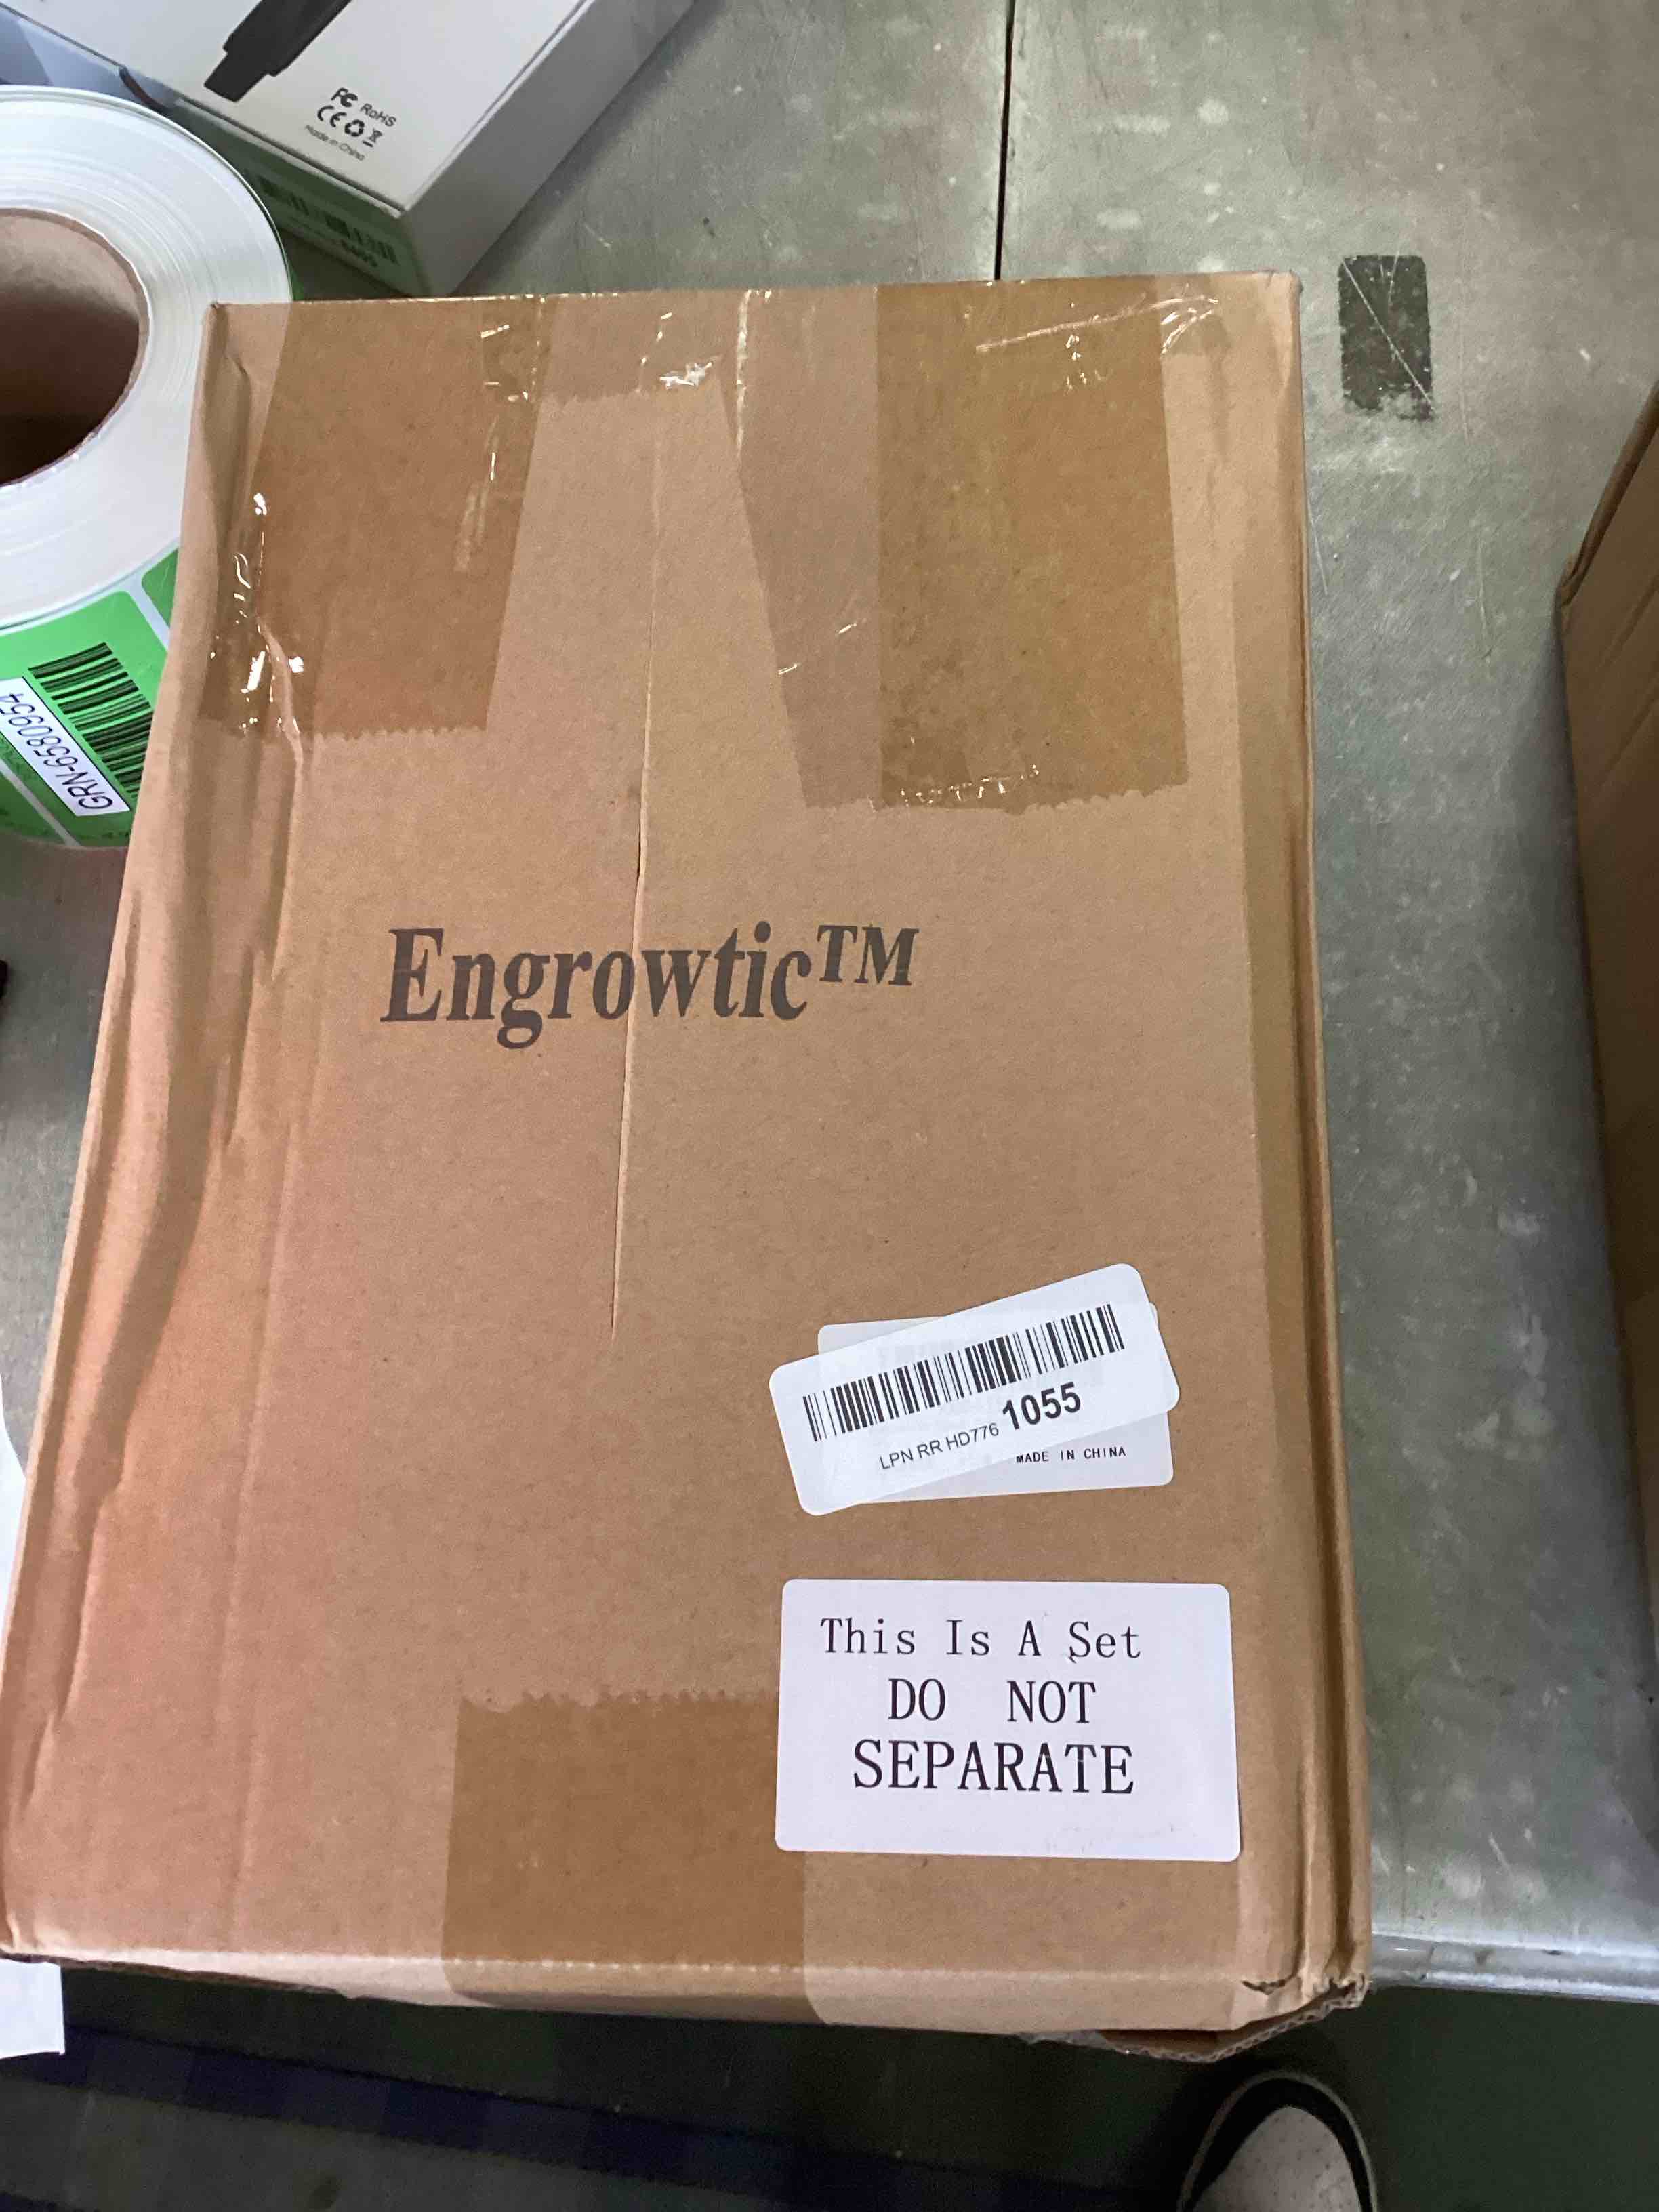 FC RoHS
CE
Made in China
GRN-6580954
Engrowtic™
LPN RR HD776 1055
MADE IN CHINA
This Is A Set
DO NOT
SEPARATE